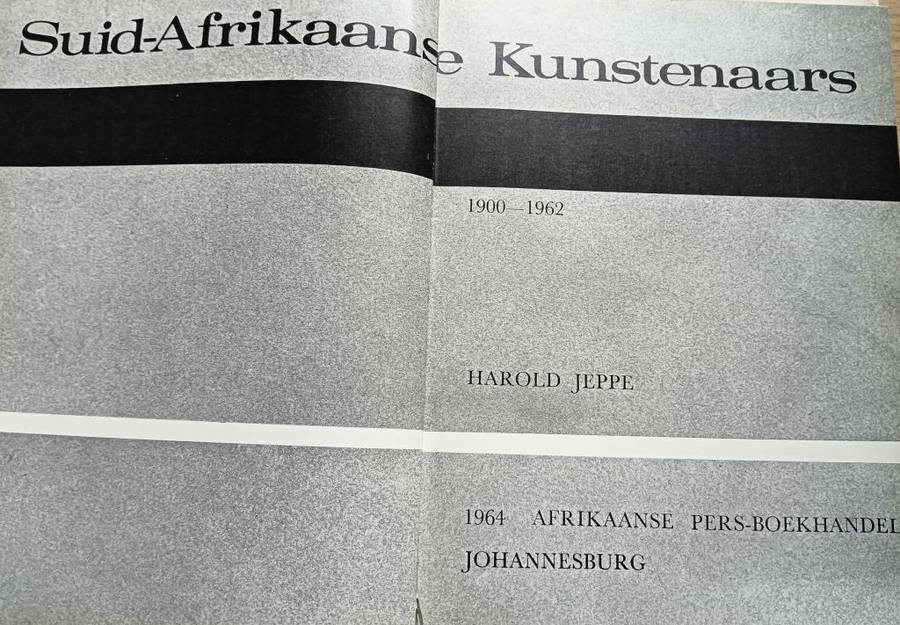 Suid-Afrikaanse Kunstenaars
1900—1962
HAROLD JEPPE
1964 AFRIKAANSE PERS-BOEKHANDEL
JOHANNESBURG